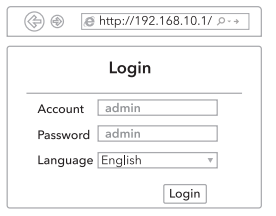 http://192.168.10.1/
Login
Account admin
Password admin
Language English
Login